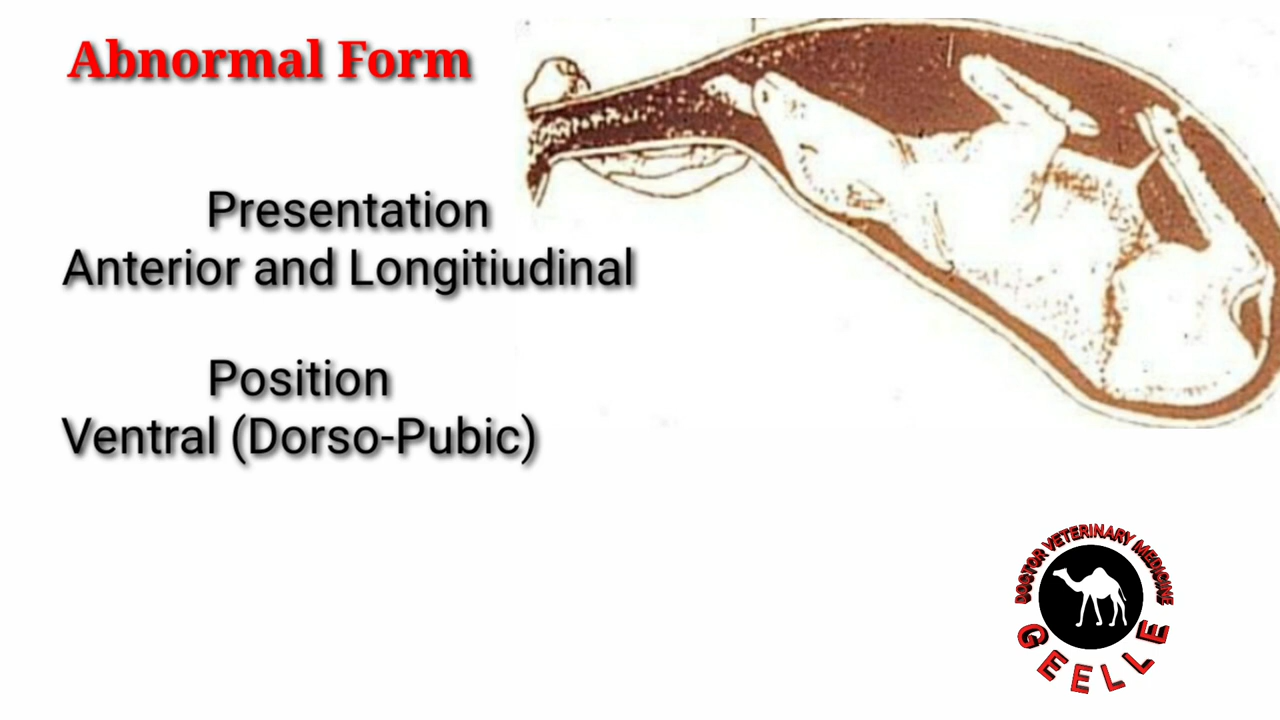 Abnormal Form
Presentation
Anterior and Longitiudinal
Position
Ventral (Dorso-Pubic)
DOCTOR VETERINARY MEDICINE
GEELLE